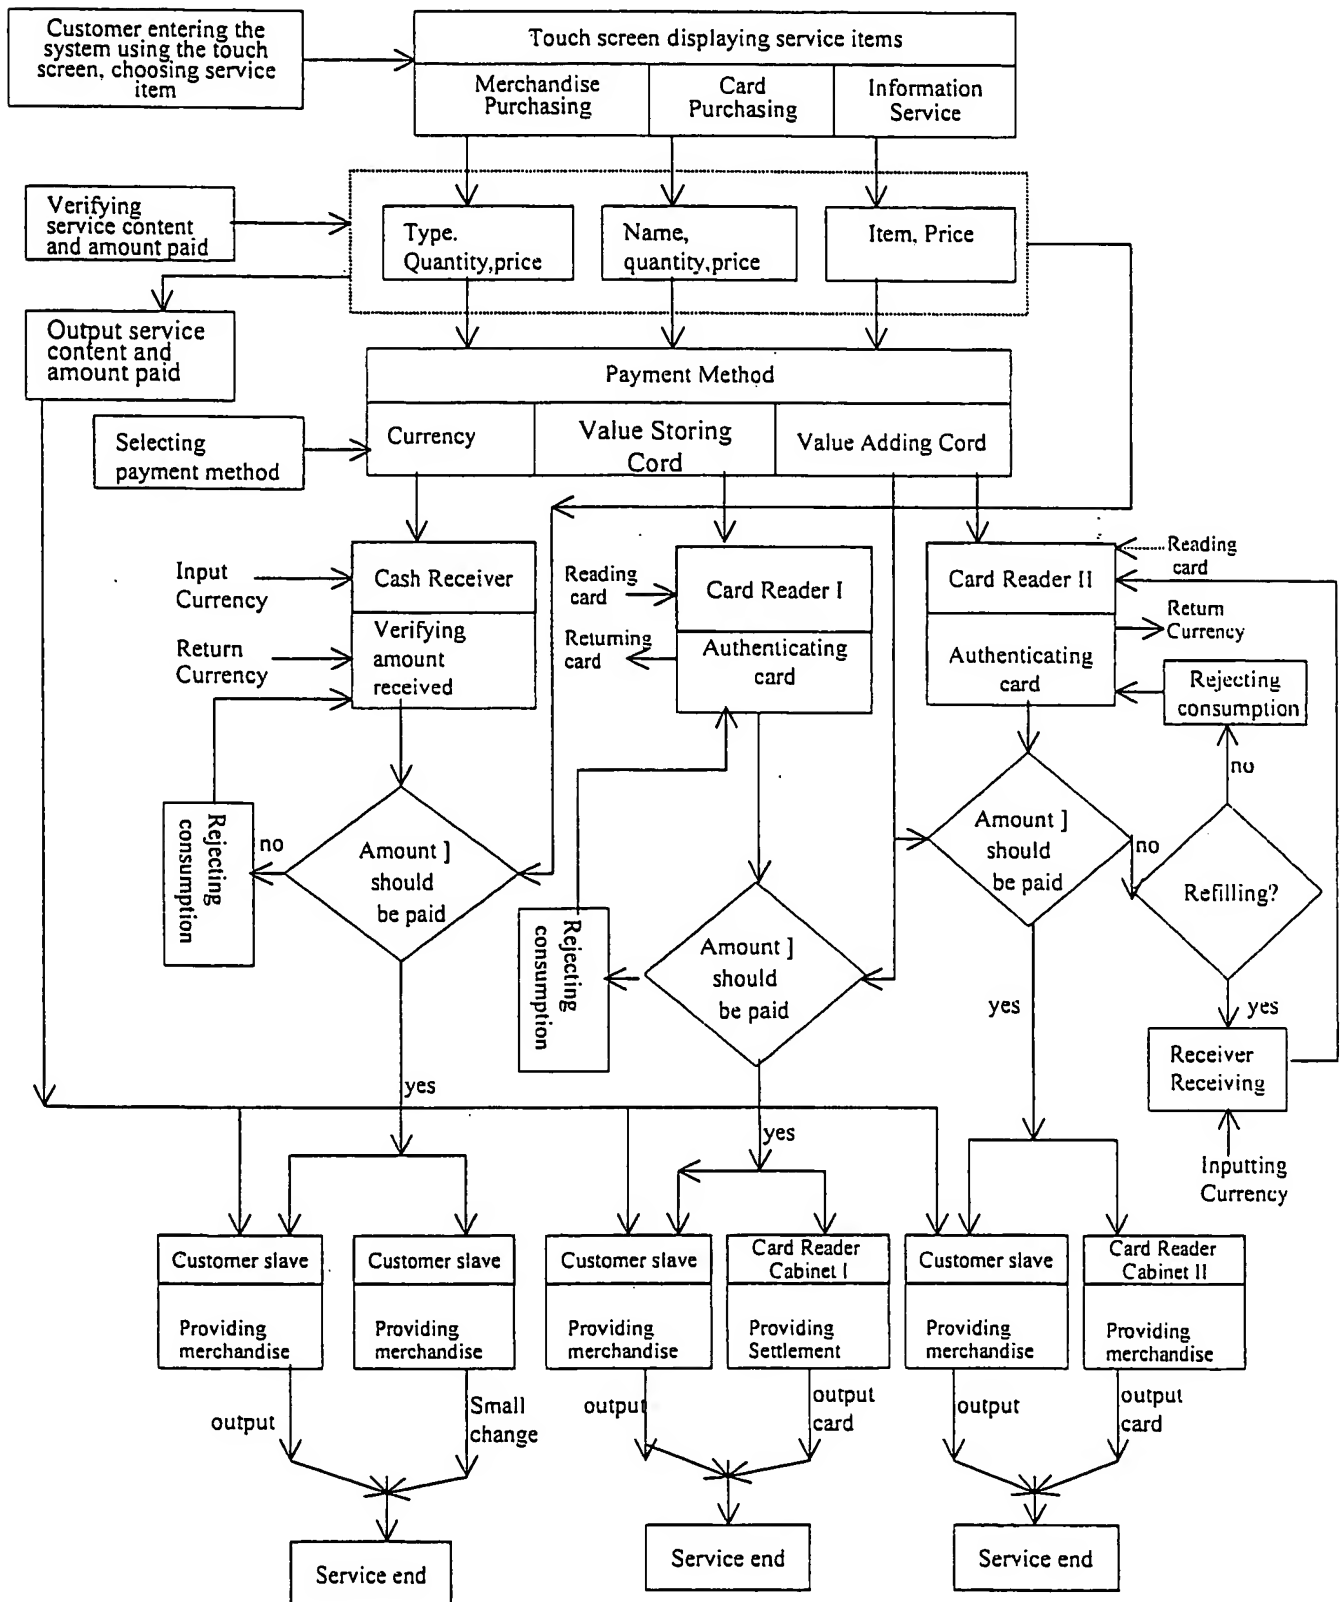 Customer entering the
system using the touch
screen, choosing service
item
Touch screen displaying service items
Merchandise
Purchasing
Card
Purchasing
Information
Service
Verifying
service content
and amount paid
Type.
Quantity,price
Name,
quantity,price
Item, Price
Output service
content and
amount paid
Payment Method
Selecting
payment method
Currency
Value Storing
Cord
Value Adding Cord
Input
Currency
Cash Receiver
Return
Currency
Verifying
amount
received
Reading
card
Card Reader I
Returning
card
Authenticating
card
Card Reader II
Reading
card
Return
Currency
Authenticating
card
Rejecting
consumption
no
Rejecting
consumption
no
Amount ]
should
be paid
Rejecting
consumption
Amount ]
should
be paid
Amount ]
should
be paid
no
Refilling?
yes
yes
yes
yes
Receiver
Receiving
Inputting
Currency
Customer slave
Providing
merchandise
Customer slave
Providing
merchandise
Customer slave
Providing
merchandise
Card Reader
Cabinet I
Providing
Settlement
Customer slave
Providing
merchandise
Card Reader
Cabinet II
Providing
merchandise
output
Small
change
output
output
card
output
output
card
Service end
Service end
Service end